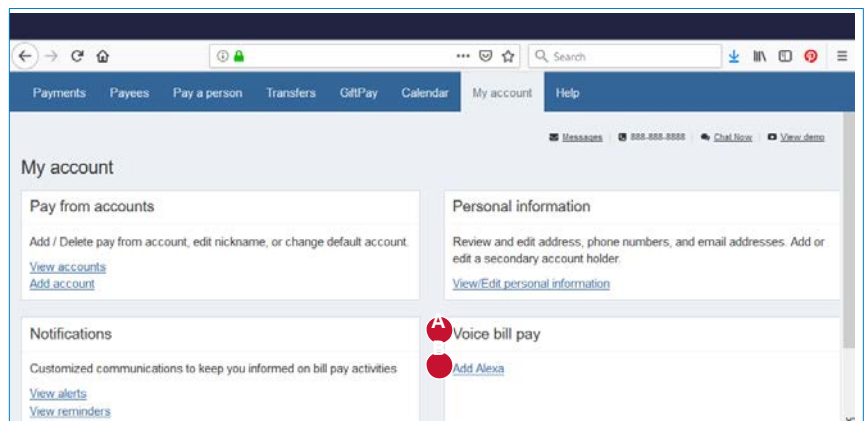 Search
Payments Payees Pay a person Transfers GiftPay Calendar My account Help
Messages 888-888-8888 Chat Now View demo
My account
Pay from accounts
Add / Delete pay from account, edit nickname, or change default account.
View accounts
Add account
Personal information
Review and edit address, phone numbers, and email addresses. Add or
edit a secondary account holder.
View/Edit personal information
Notifications
Customized communications to keep you informed on bill pay activities
View alerts
View reminders
A
Voice bill pay
Add Alexa